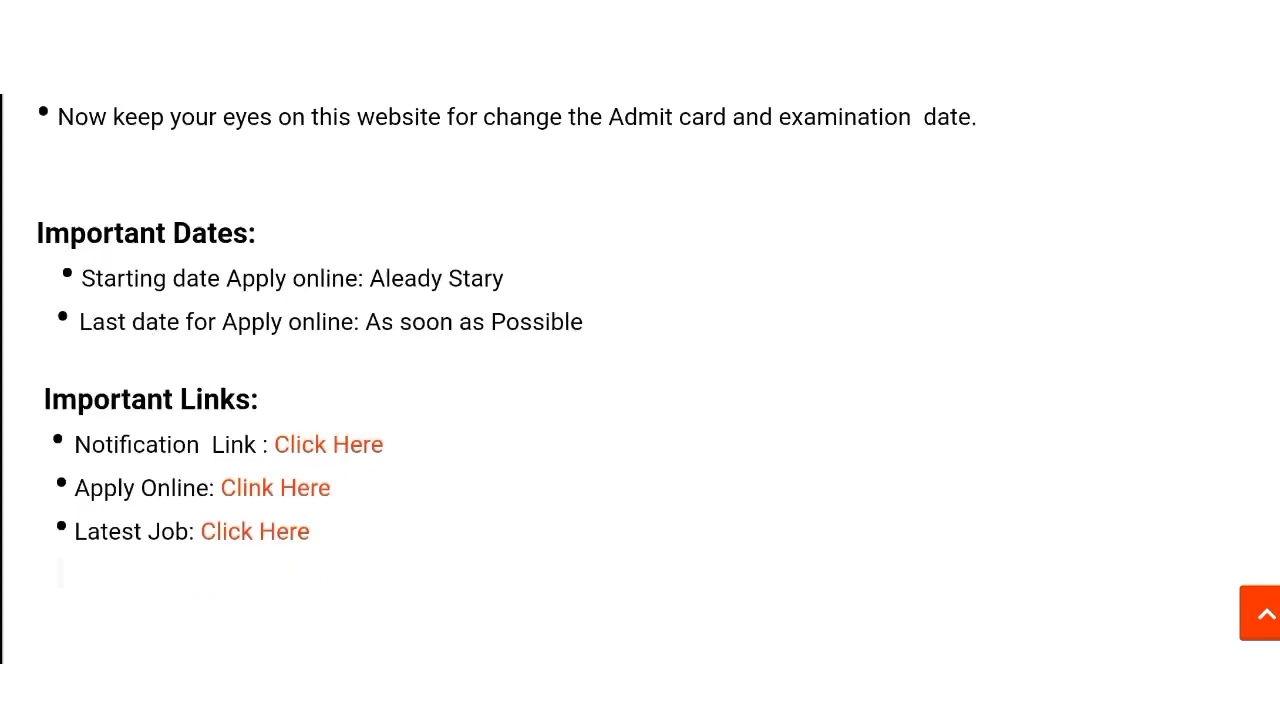 • Now keep your eyes on this website for change the Admit card and examination  date.
Important Dates:
• Starting date Apply online: Aleady Stary
• Last date for Apply online: As soon as Possible
Important Links:
• Notification  Link : Click Here
• Apply Online: Clink Here
• Latest Job: Click Here